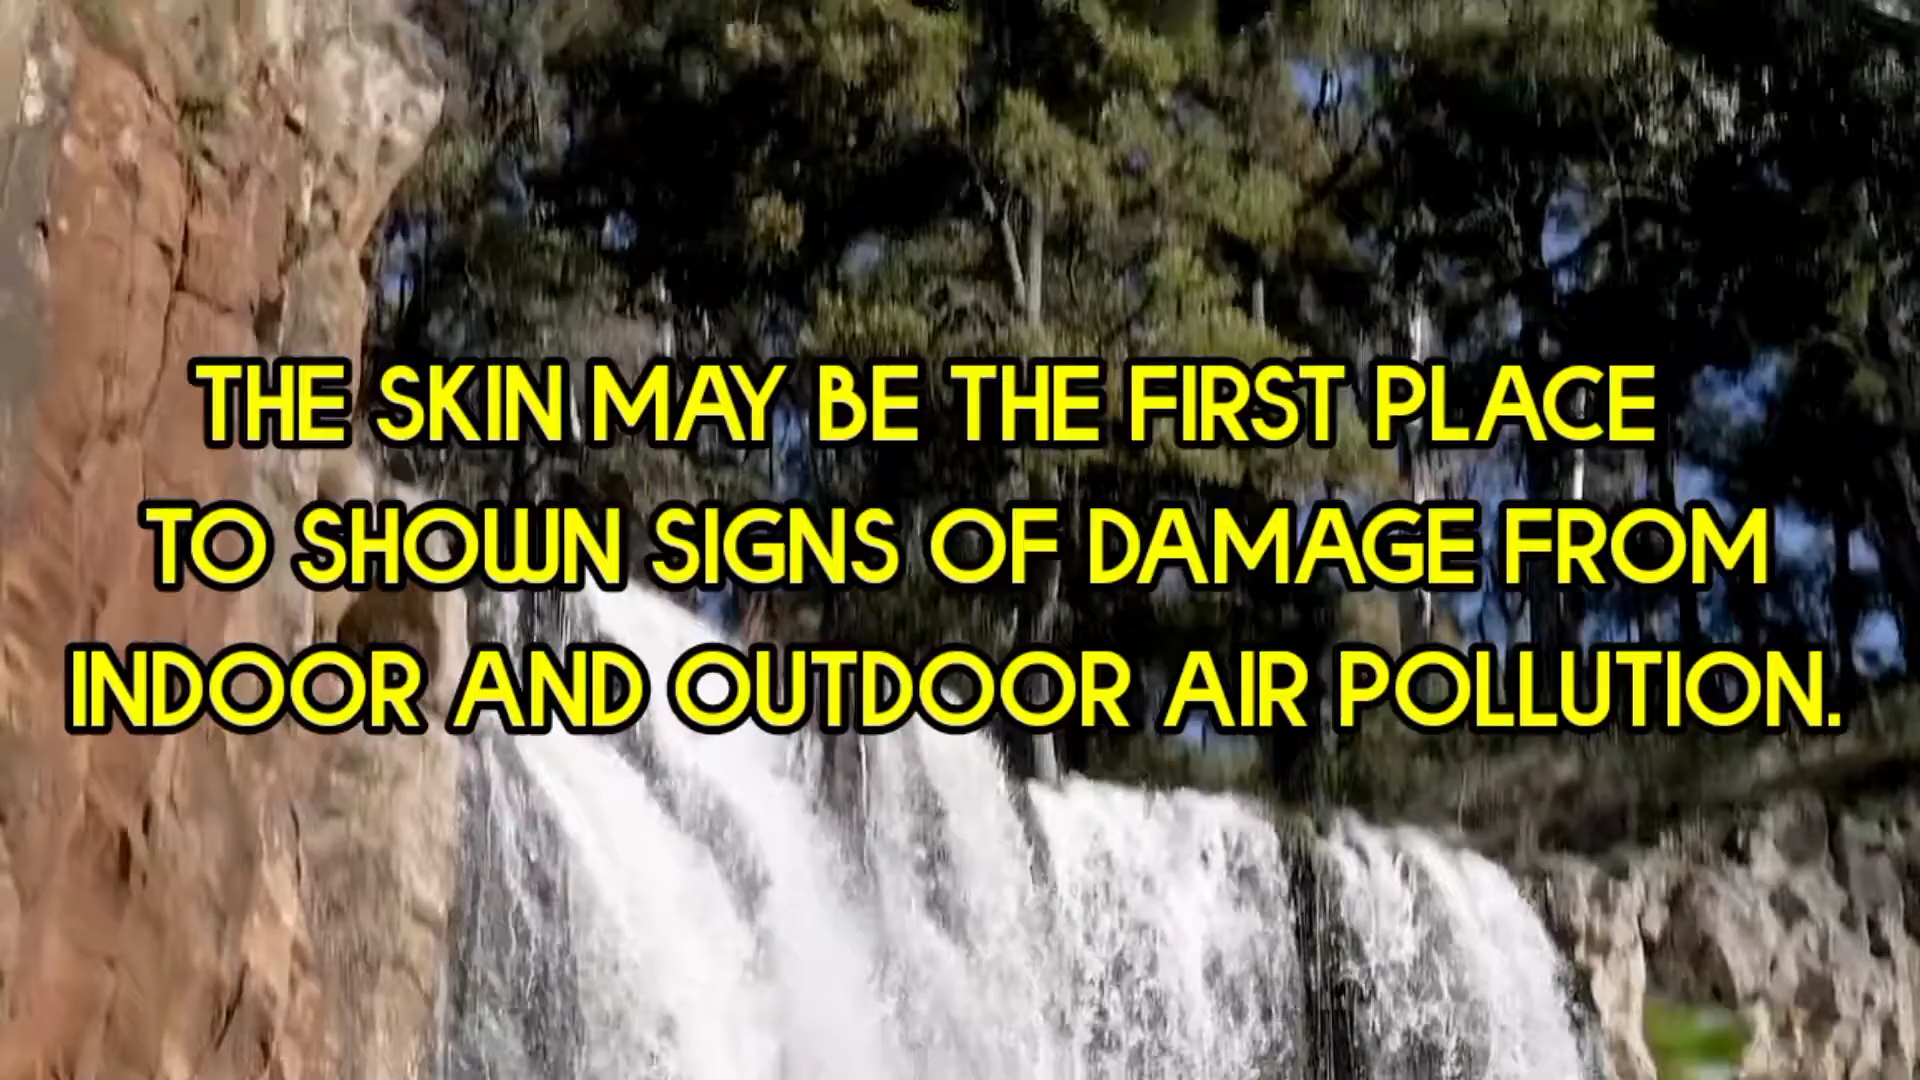 THE SKIN MAY BE THE FIRST PLACE
TO SHOWN SIGNS OF DAMAGE FROM
INDOOR AND OUTDOOR AIR POLLUTION.